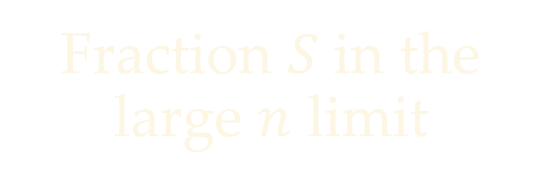 Fraction S in the
large n limit